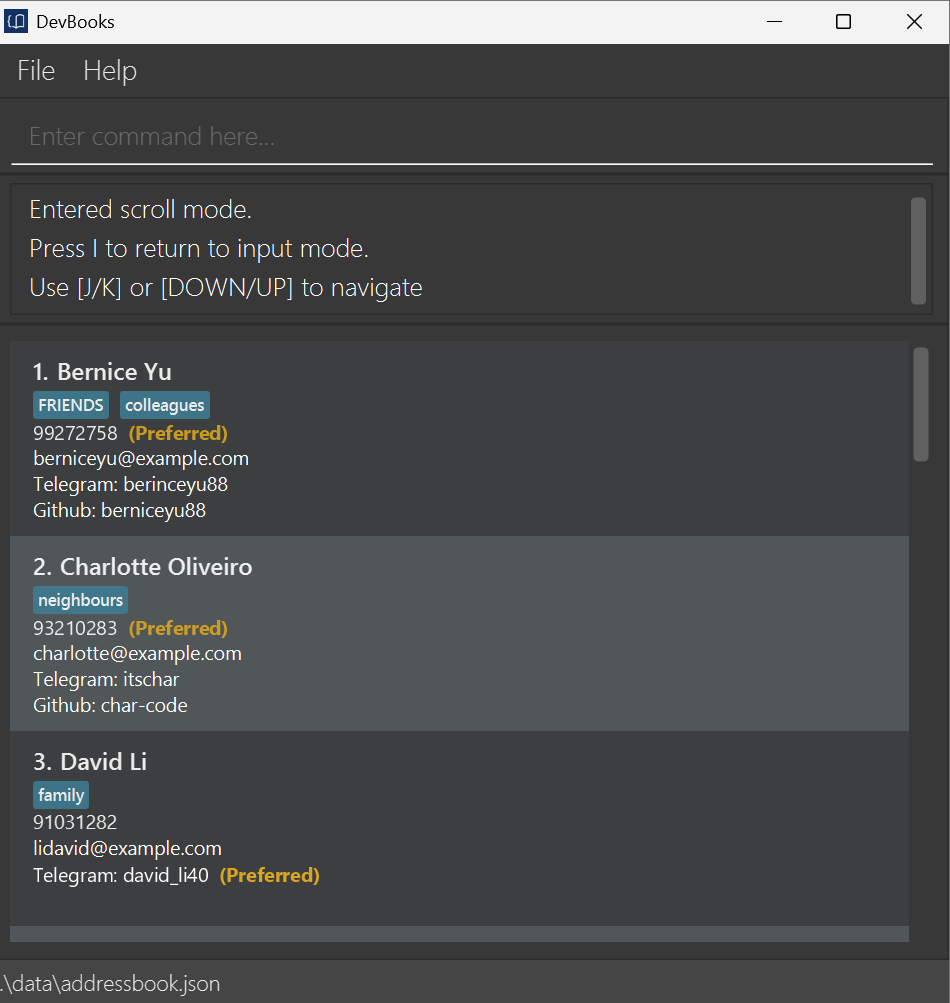 DevBooks
File Help
Enter command here...
Entered scroll mode.
Press I to return to input mode.
Use [J/K] or [DOWN/UP] to navigate
1. Bernice Yu
FRIENDS colleagues
99272758 (Preferred)
berniceyu@example.com
Telegram: berinceyu88
Github: berniceyu88
2. Charlotte Oliveiro
neighbours
93210283 (Preferred)
charlotte@example.com
Telegram: itschar
Github: char-code
3. David Li
family
91031282
lidavid@example.com
Telegram: david_li40 (Preferred)
.\data\addressbook.json